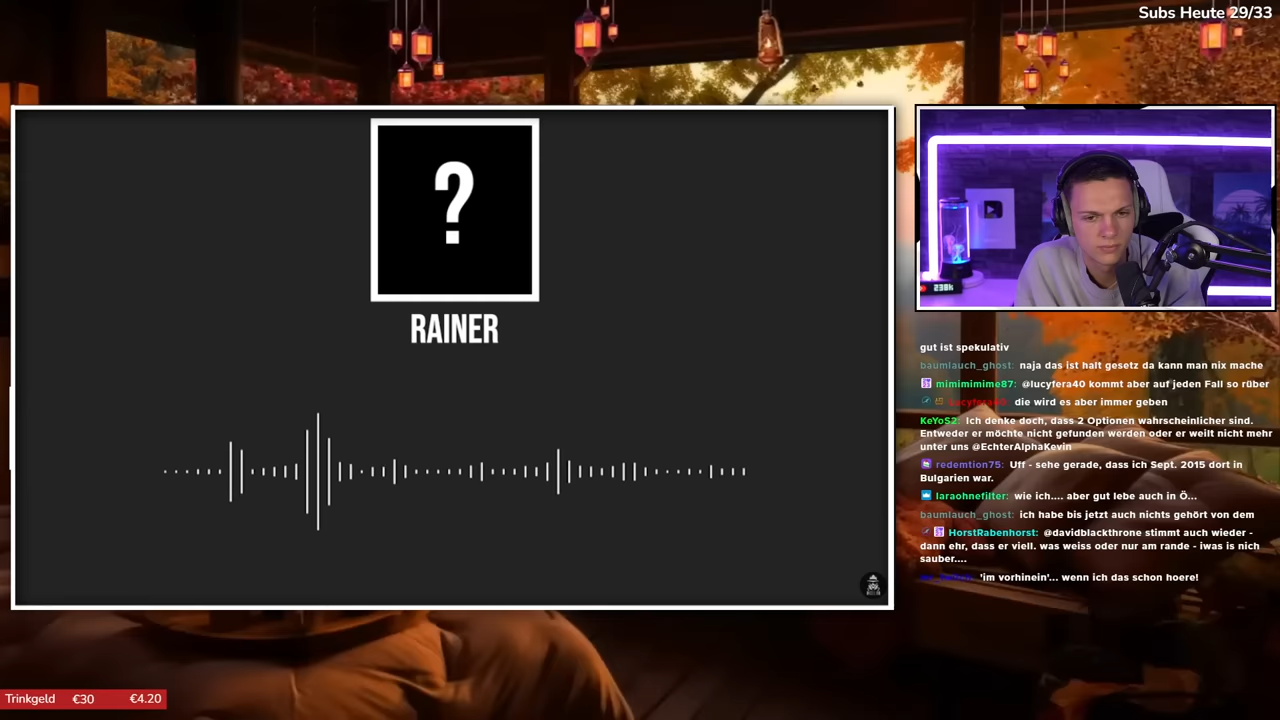 Subs Heute 29/33
?
RAINER
238k
gut ist spekulativ
baumlauch_ghost: naja das ist halt gesetz da kann man nix mache
mimimimime87: @lucyfera40 kommt aber auf jeden Fall so rüber
die wird es aber immer geben
KeYoS2: Ich denke doch, dass 2 Optionen wahrscheinlicher sind.
Entweder er möchte nicht gefunden werden oder er weilt nicht mehr
unter uns @EchterAlphaKevin
redemtion75: Uff - sehe gerade, dass ich Sept. 2015 dort in
Bulgarien war.
laraohnefilter: wie ich.... aber gut lebe auch in Ö...
baumlauch_ghost: ich habe bis jetzt auch nichts gehört von dem
HorstRabenhorst: @davidblackthrone stimmt auch wieder -
dann ehr, dass er viell. was weiss oder nur am rande - iwas is nich
sauber....
'im vorhinein'... wenn ich das schon hoere!
Trinkgeld €30 €4.20